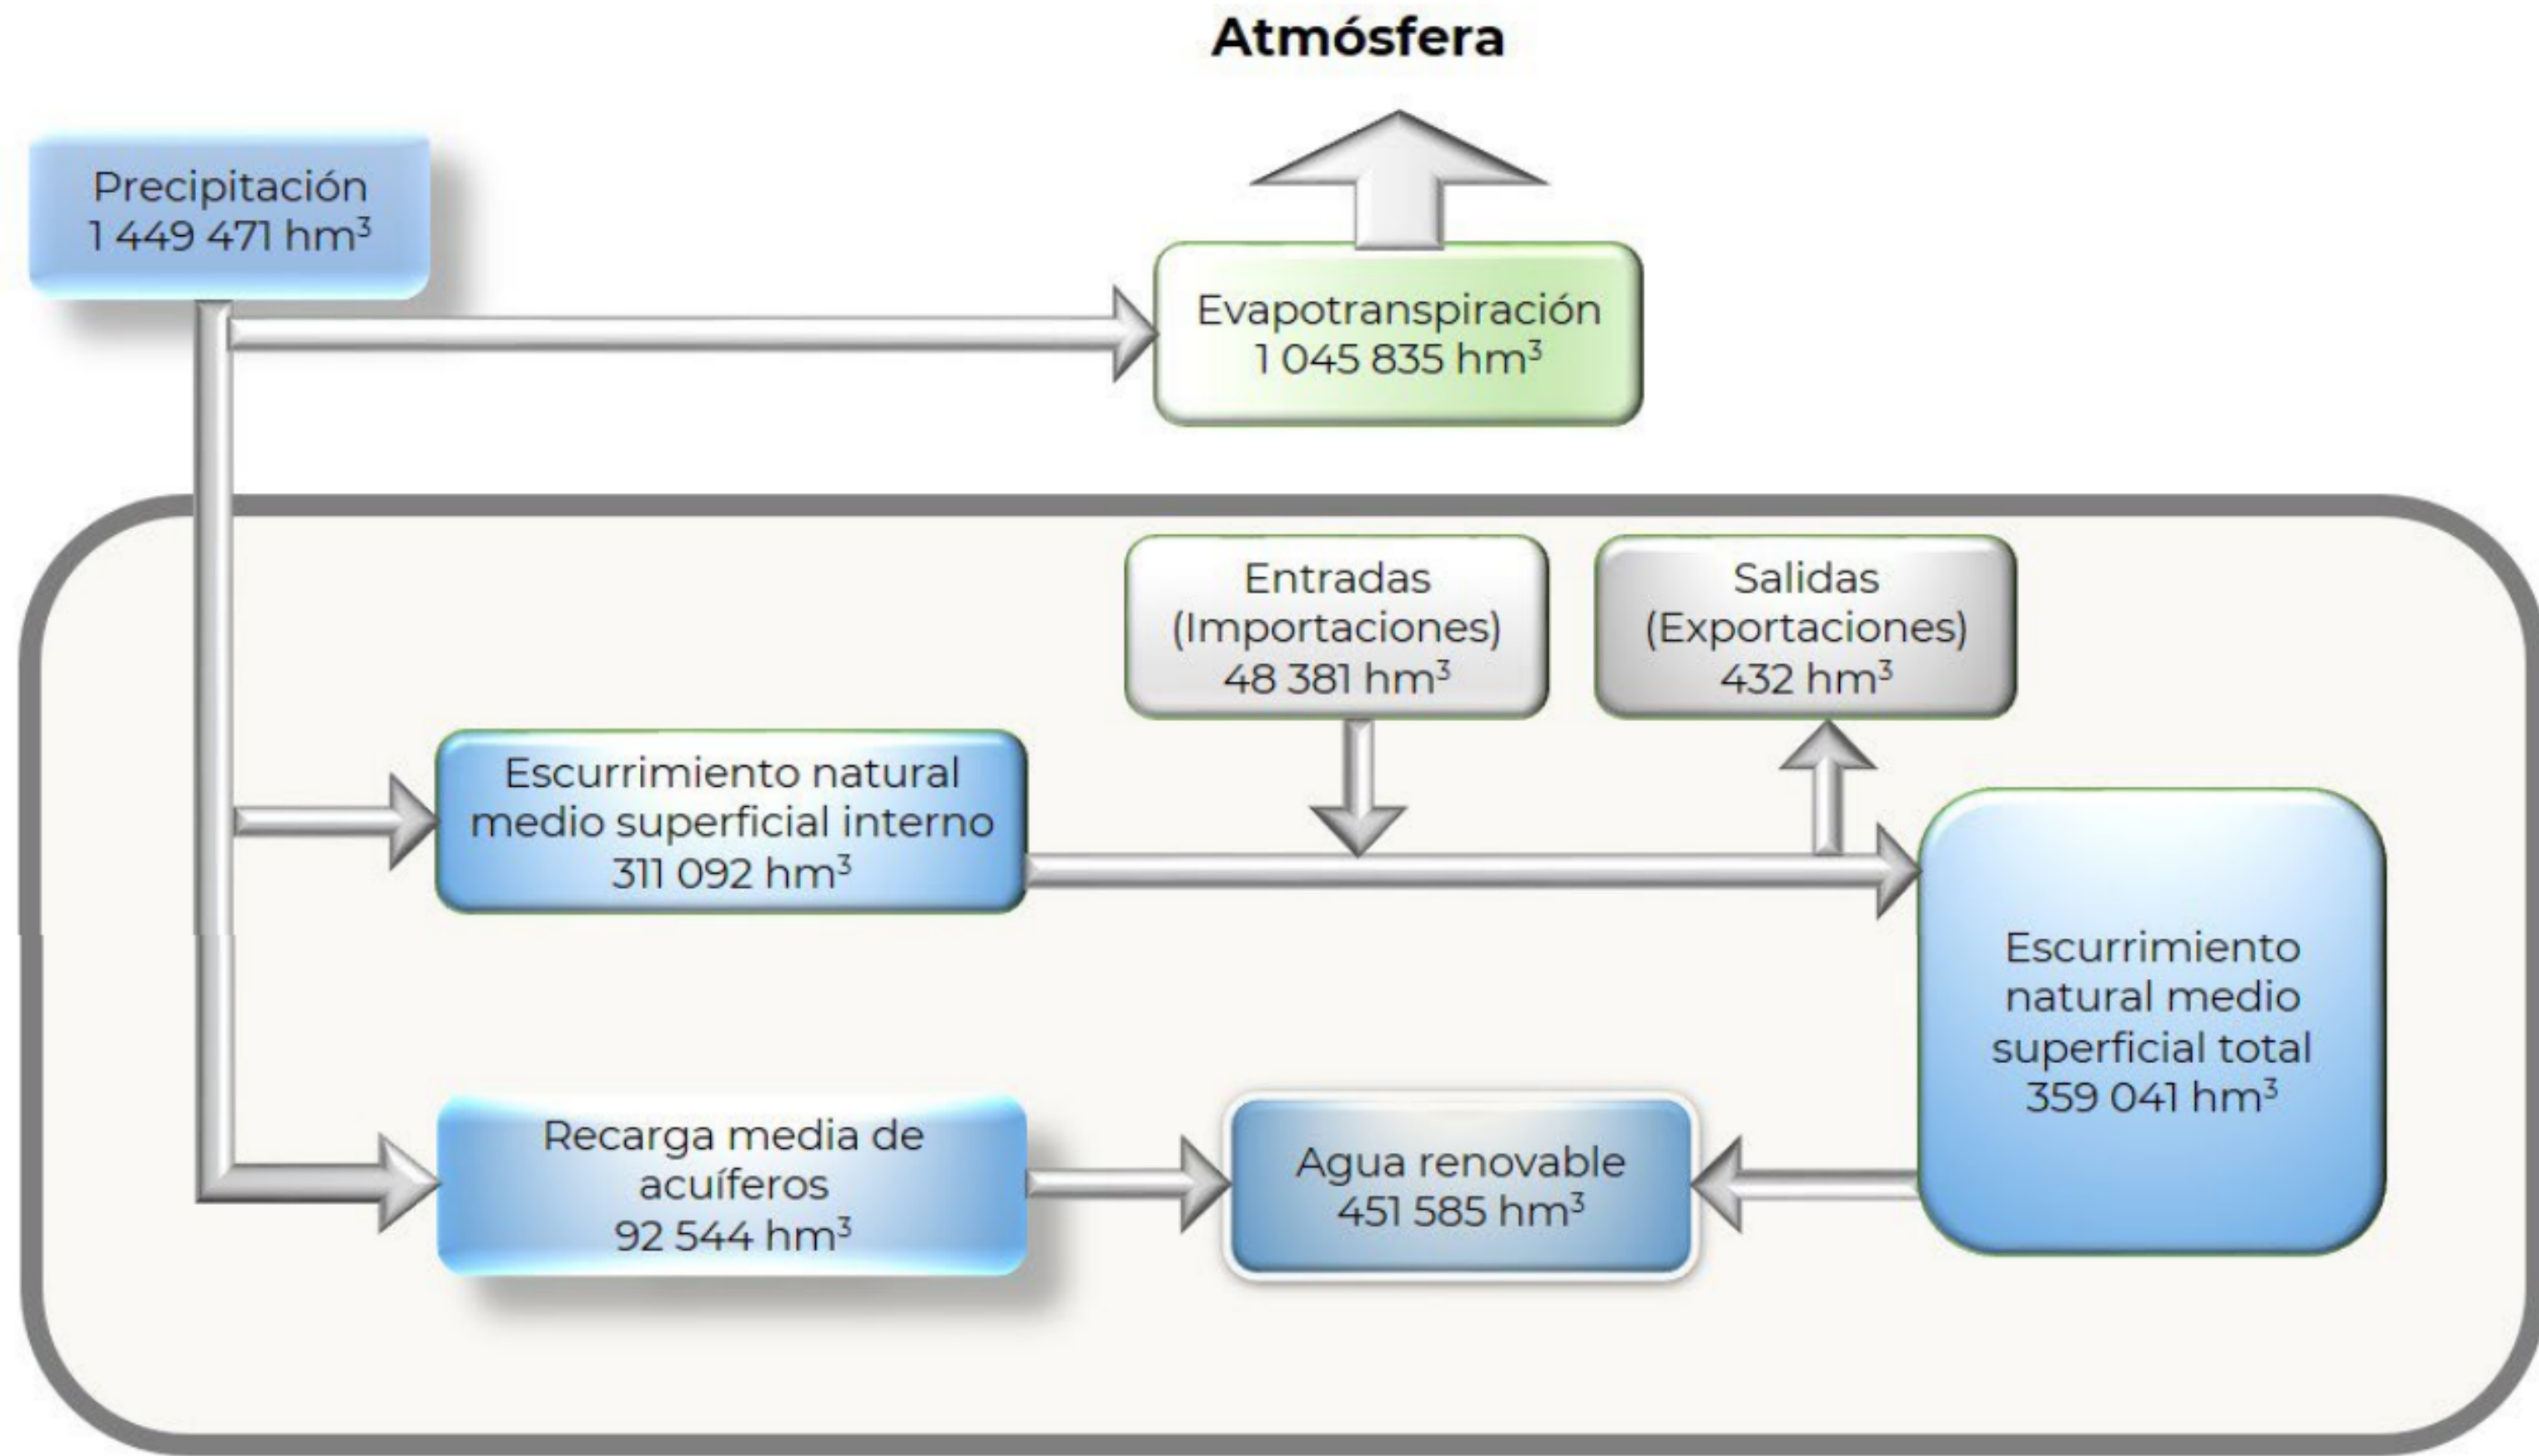 Atmósfera
Precipitación
1 449 471 hm³
Evapotranspiración
1 045 835 hm³
Entradas
(Importaciones)
48 381 hm³
Salidas
(Exportaciones)
432 hm³
Escurrimiento natural
medio superficial interno
311 092 hm³
Escurrimiento
natural medio
superficial total
359 041 hm³
Recarga media de
acuíferos
92 544 hm³
Agua renovable
451 585 hm³